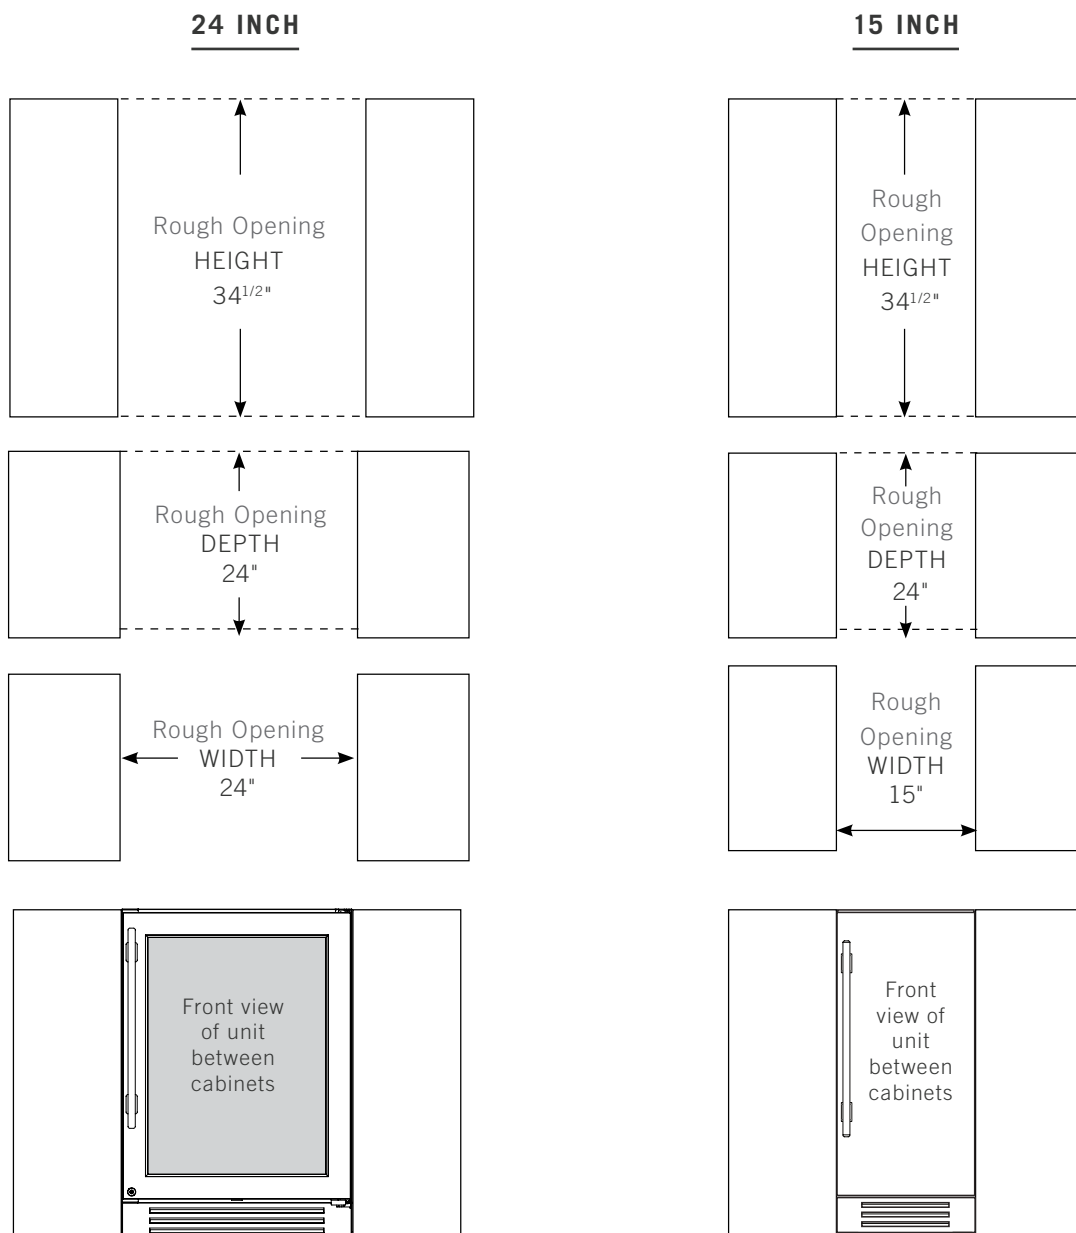 24 INCH
Rough Opening
HEIGHT
34 1/2"
Rough Opening
DEPTH
24"
Rough Opening
WIDTH
24"
Front view
of unit
between
cabinets
15 INCH
Rough
Opening
HEIGHT
34 1/2"
Rough
Opening
DEPTH
24"
Rough
Opening
WIDTH
15"
Front
view of
unit
between
cabinets